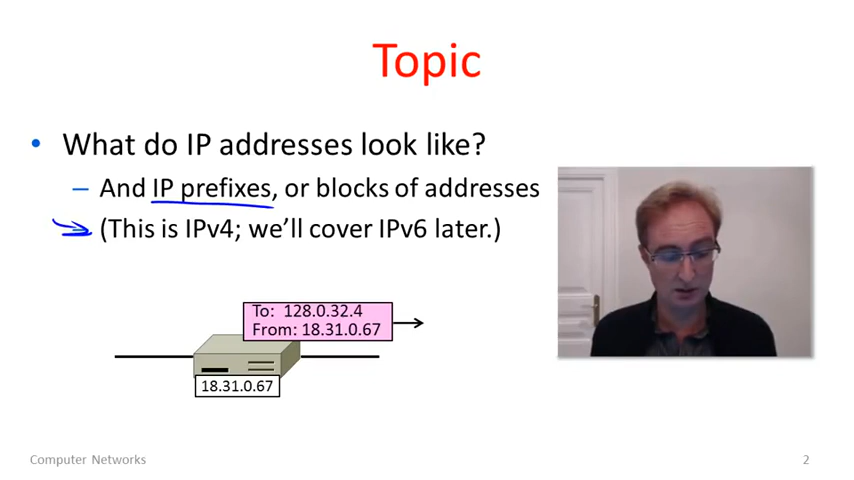 Topic
• What do IP addresses look like?
– And IP prefixes, or blocks of addresses
– (This is IPv4; we'll cover IPv6 later.)
To: 128.0.32.4
From: 18.31.0.67
18.31.0.67
Computer Networks
2